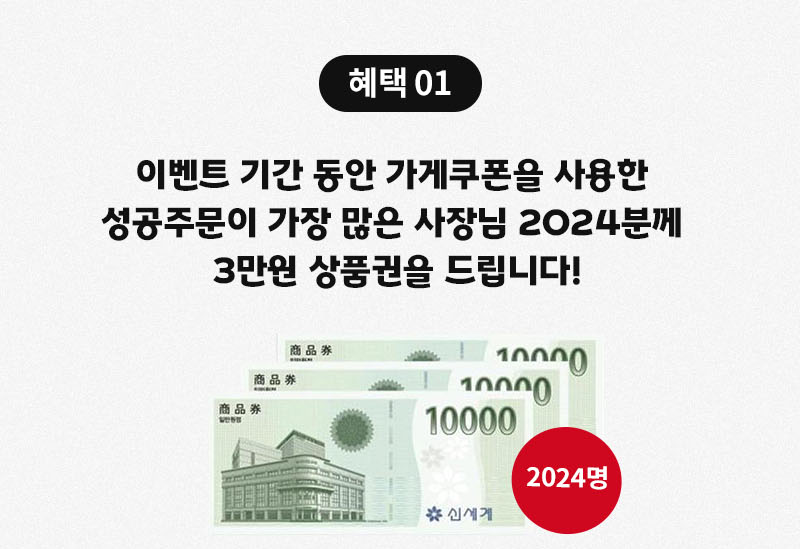 혜택 01
이벤트 기간 동안 가게쿠폰을 사용한
성공주문이 가장 많은 사장님 2024분께
3만원 상품권을 드립니다!
商品券
10000
商品券
10000
商品券
10000
신세계
2024명